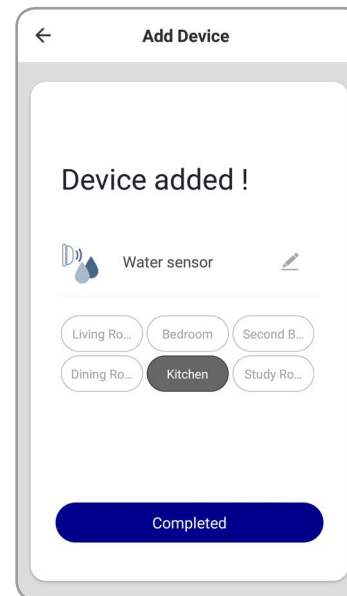 Add Device
Device added !
Water sensor
Living Ro... Bedroom Second B...
Dining Ro... Kitchen Study Ro...
Completed